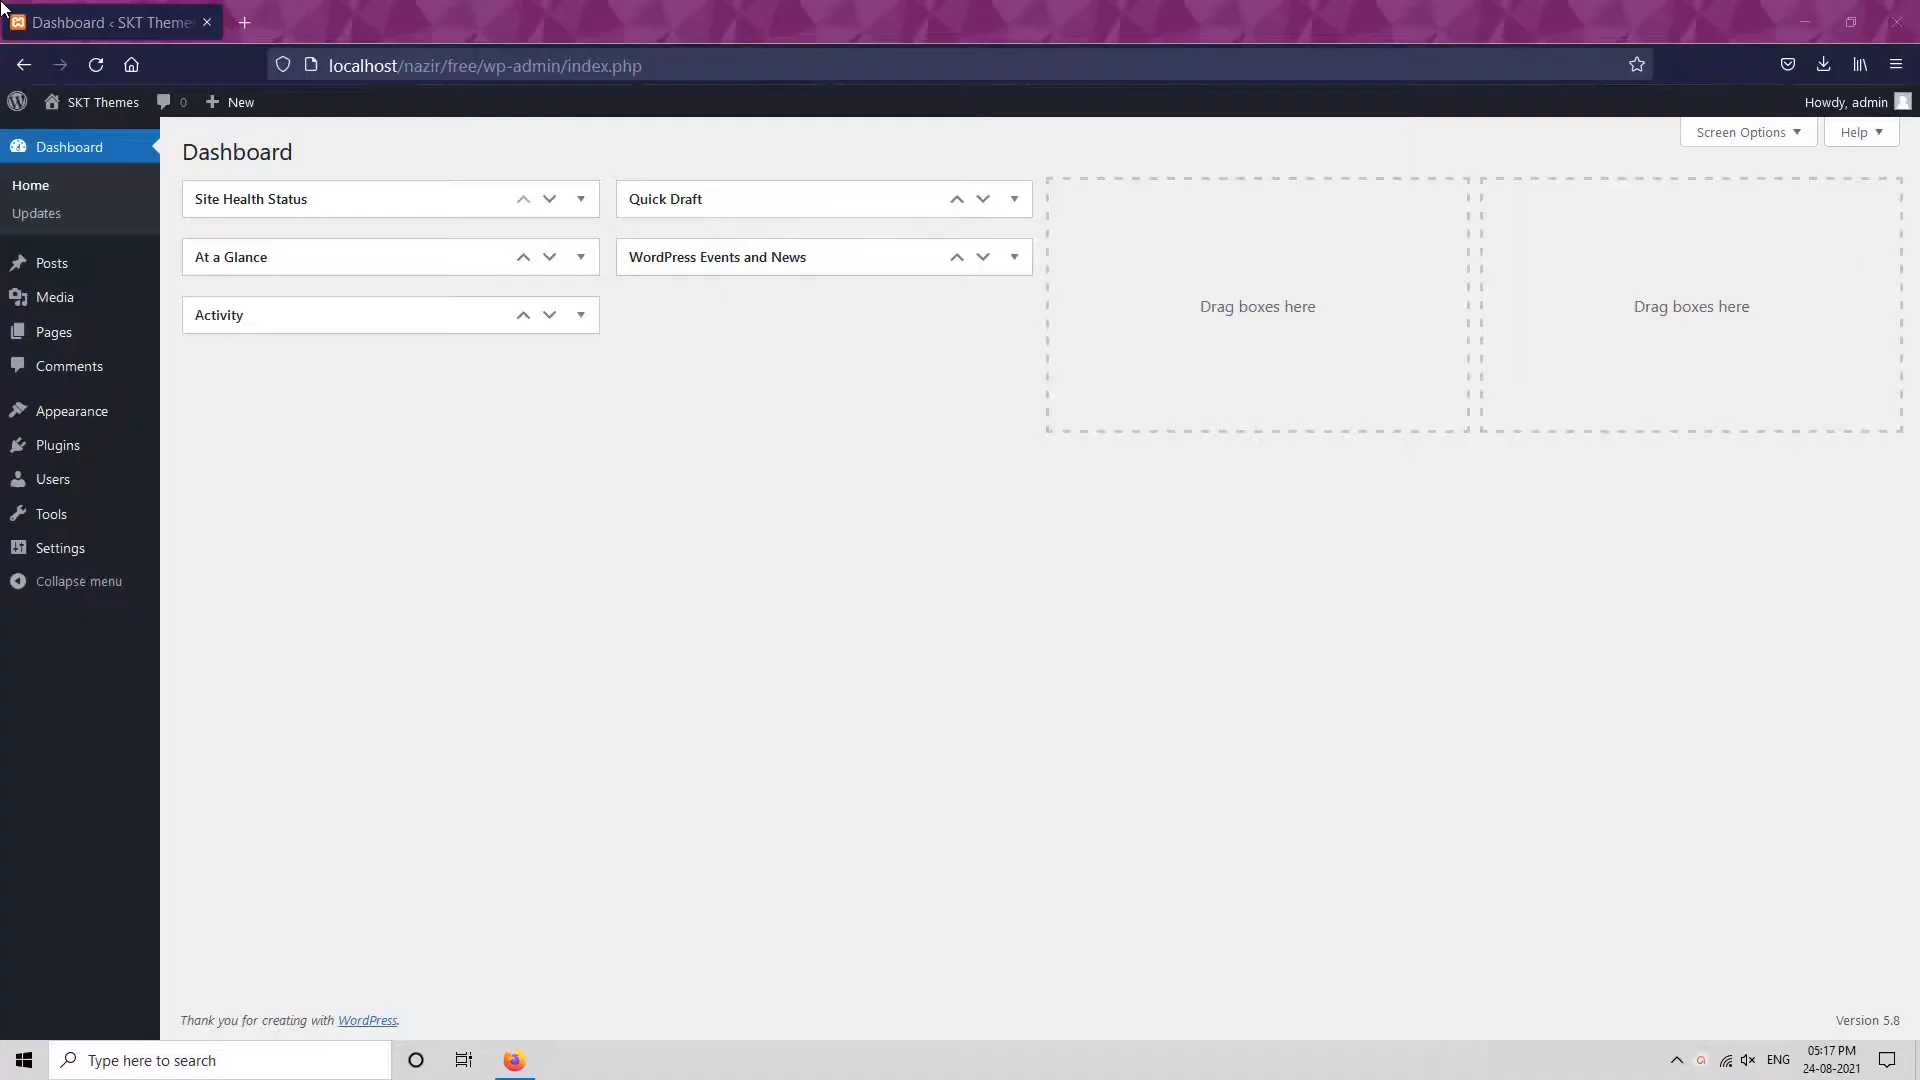 Dashboard ‹ SKT Theme
localhost/nazir/free/wp-admin/index.php
SKT Themes 0 New Howdy, admin
Screen Options Help
Dashboard
Home
Updates
Posts
Media
Pages
Comments
Appearance
Plugins
Users
Tools
Settings
Collapse menu
Dashboard
Site Health Status
At a Glance
Activity
Quick Draft
WordPress Events and News
Drag boxes here
Drag boxes here
Thank you for creating with WordPress.
Version 5.8
Type here to search
ENG
05:17 PM
24-08-2021